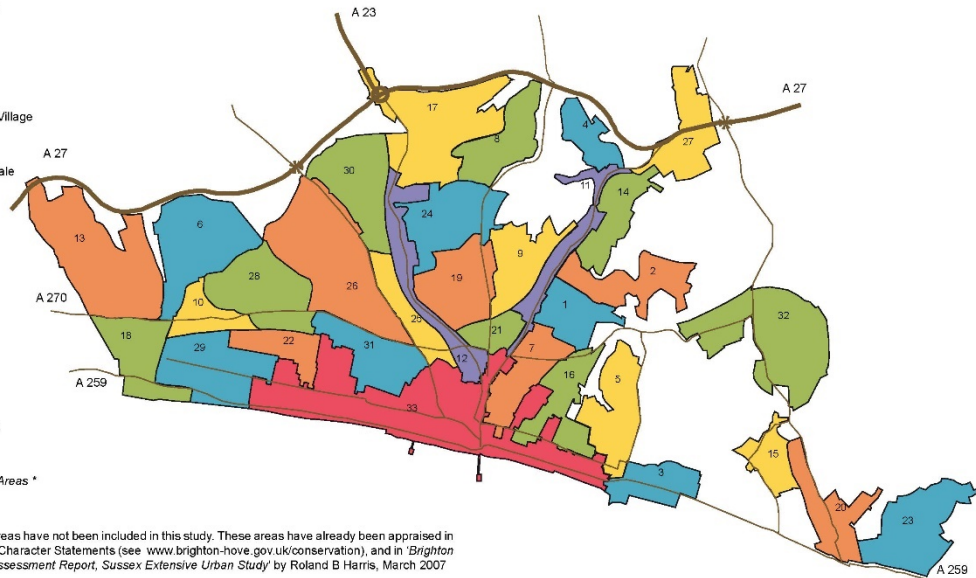 A 23
17
A 27
Village
8
4
A 27
27
ale
30
11
14
24
13
6
9
2
28
19
26
A 270
10
1
25
32
18
21
29
22
31
12
7
16
5
A 259
33
Areas *
3
15
20
23
eas have not been included in this study. These areas have already been appraised in
Character Statements (see www.brighton-hove.gov.uk/conservation), and in 'Brighton
ssessment Report, Sussex Extensive Urban Study' by Roland B Harris, March 2007
A 259